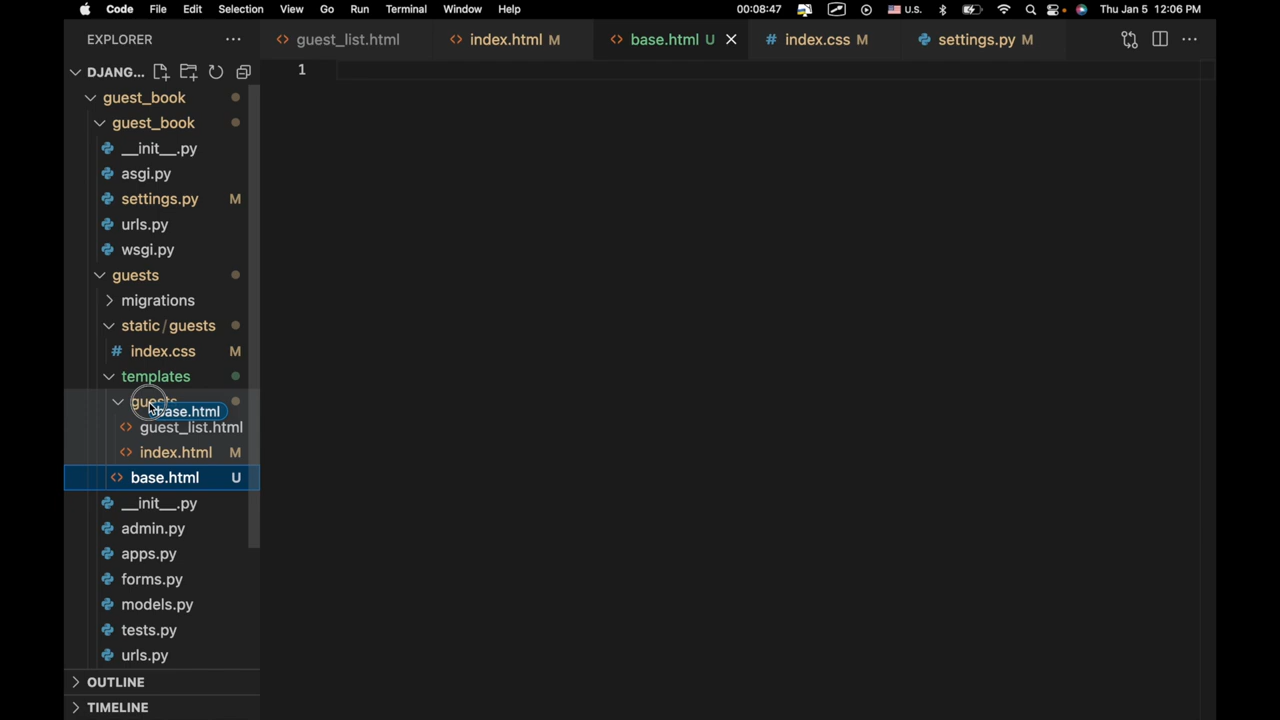 Code File Edit Selection View Go Run Terminal Window Help 00:08:47 U.S. Thu Jan 5 12:06 PM
EXPLORER
guest_list.html index.html M base.html U index.css M settings.py M
DJANG...
1
guest_book
guest_book
__init__.py
asgi.py
settings.py M
urls.py
wsgi.py
guests
migrations
static/guests
index.css M
templates
guests
base.html
guest_list.html
index.html M
base.html U
__init__.py
admin.py
apps.py
forms.py
models.py
tests.py
urls.py
OUTLINE
TIMELINE